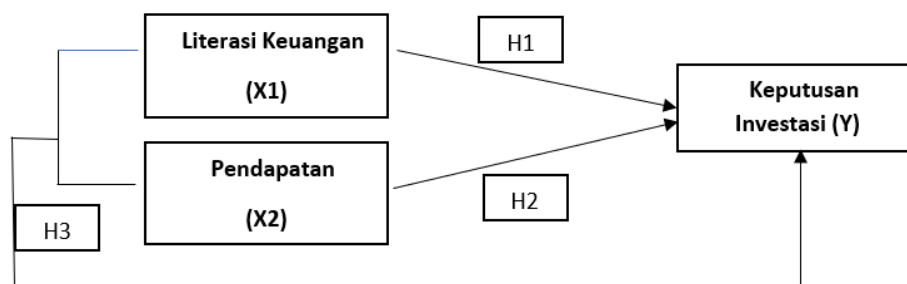 Literasi Keuangan
(X1)
H1
Keputusan
Investasi (Y)
Pendapatan
(X2)
H2
H3